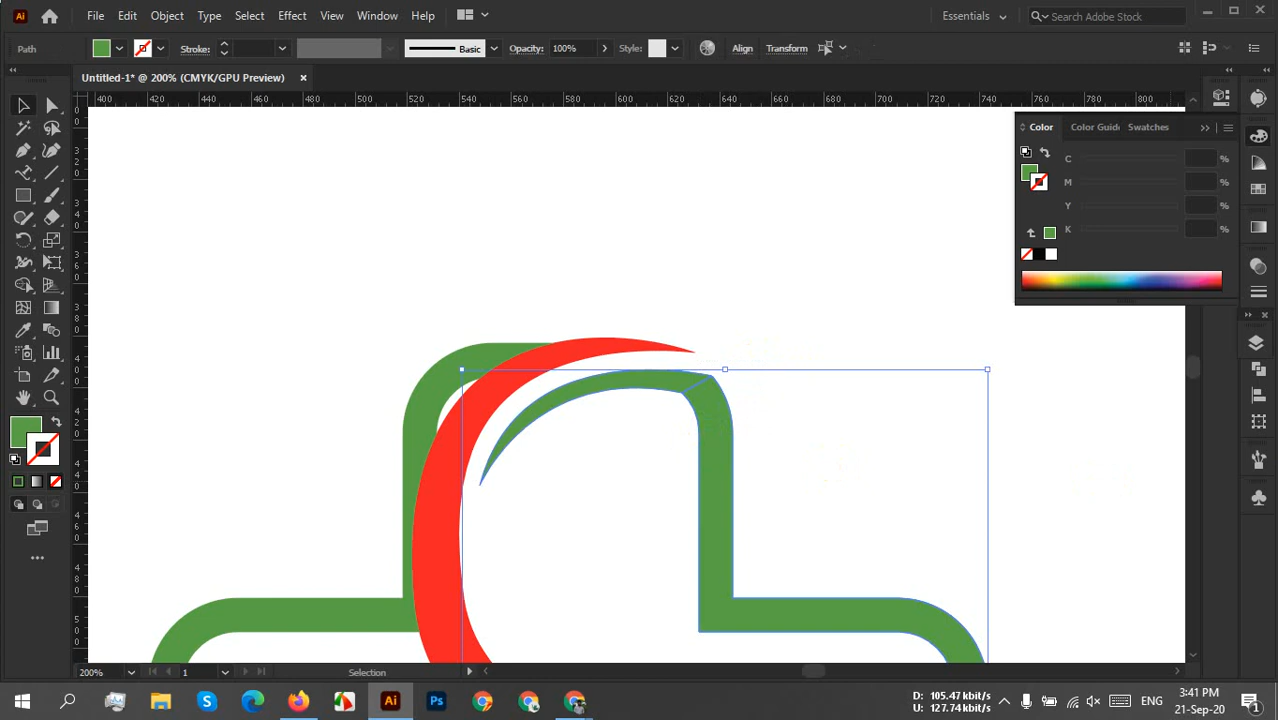 Ai File Edit Object Type Select Effect View Window Help Essentials Search Adobe Stock
Path Stroke: Basic Opacity: 100% Style: Align Transform
Untitled-1* @ 200% (CMYK/GPU Preview)
400 420 440 460 480 500 520 540 560 580 600 620 640 660 680 700 720 740 760 780 800
Color Color Guide Swatches
C %
M %
Y %
K %
200% 1 Selection
S Ai Ps
D: 105.47 kbit/s
U: 127.74 kbit/s
ENG
3:41 PM
21-Sep-20
1